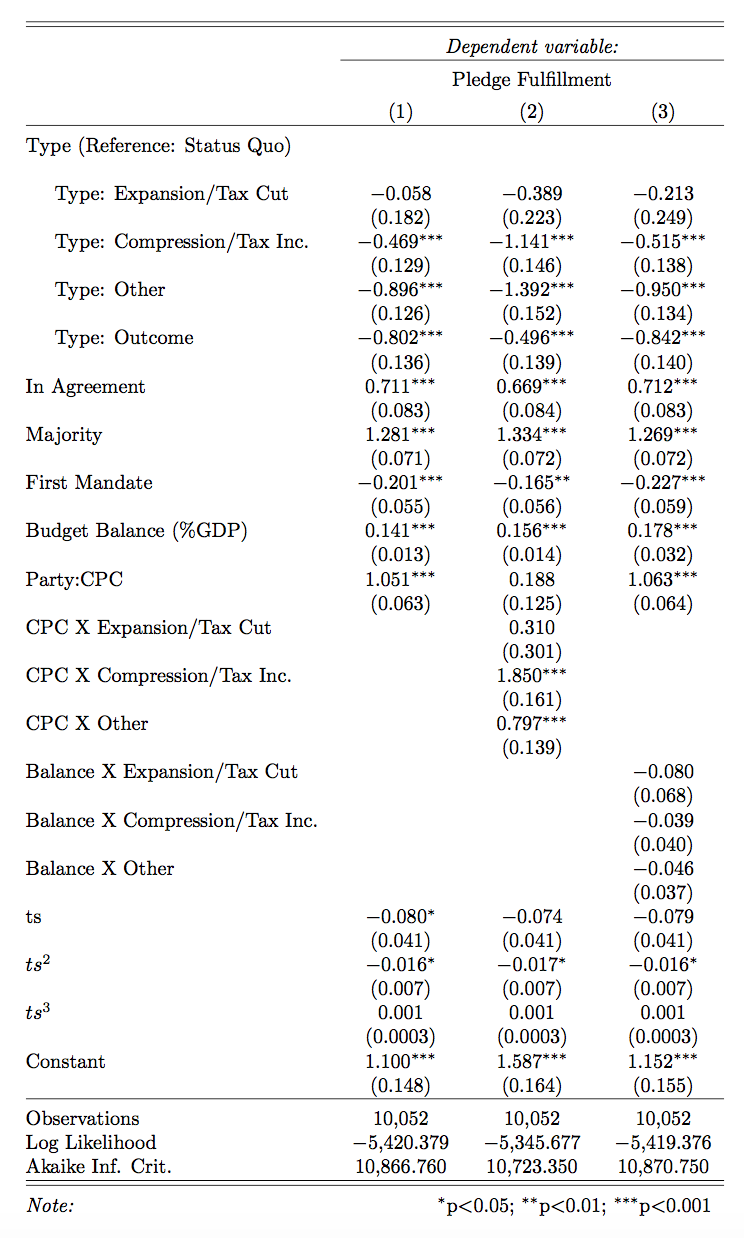 Dependent variable:
Pledge Fulfillment
(1) (2) (3)
Type (Reference: Status Quo)
Type: Expansion/Tax Cut −0.058 −0.389 −0.213
(0.182) (0.223) (0.249)
Type: Compression/Tax Inc. −0.469*** −1.141*** −0.515***
(0.129) (0.146) (0.138)
Type: Other −0.896*** −1.392*** −0.950***
(0.126) (0.152) (0.134)
Type: Outcome −0.802*** −0.496*** −0.842***
(0.136) (0.139) (0.140)
In Agreement 0.711*** 0.669*** 0.712***
(0.083) (0.084) (0.083)
Majority 1.281*** 1.334*** 1.269***
(0.071) (0.072) (0.072)
First Mandate −0.201*** −0.165** −0.227***
(0.055) (0.056) (0.059)
Budget Balance (%GDP) 0.141*** 0.156*** 0.178***
(0.013) (0.014) (0.032)
Party:CPC 1.051*** 0.188 1.063***
(0.063) (0.125) (0.064)
CPC X Expansion/Tax Cut 0.310
(0.301)
CPC X Compression/Tax Inc. 1.850***
(0.161)
CPC X Other 0.797***
(0.139)
Balance X Expansion/Tax Cut −0.080
(0.068)
Balance X Compression/Tax Inc. −0.039
(0.040)
Balance X Other −0.046
(0.037)
ts −0.080* −0.074 −0.079
(0.041) (0.041) (0.041)
ts² −0.016* −0.017* −0.016*
(0.007) (0.007) (0.007)
ts³ 0.001 0.001 0.001
(0.0003) (0.0003) (0.0003)
Constant 1.100*** 1.587*** 1.152***
(0.148) (0.164) (0.155)
Observations 10,052 10,052 10,052
Log Likelihood −5,420.379 −5,345.677 −5,419.376
Akaike Inf. Crit. 10,866.760 10,723.350 10,870.750
Note: *p<0.05; **p<0.01; ***p<0.001